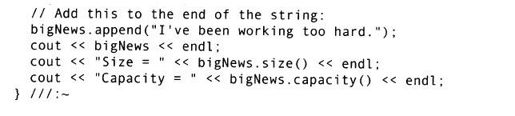 // Add this to the end of the string:
bigNews.append("I've been working too hard.");
cout << bigNews << endl;
cout << "Size = " << bigNews.size() << endl;
cout << "Capacity = " << bigNews.capacity() << endl;
} ///:~